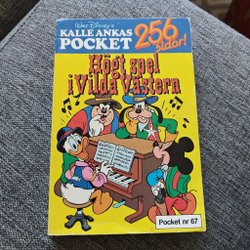 Walt Disney's
KALLE ANKAS
POCKET
256
sidor!
Högt spel
i Vilda Västern
Pocket nr 67